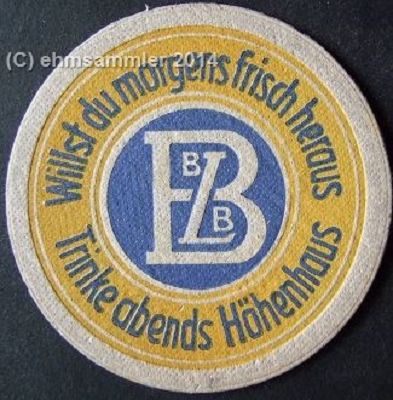 (C) ehmsammler 2014
Willst du morgens frisch heraus
Trinke abends Höhenhaus
B
B L B